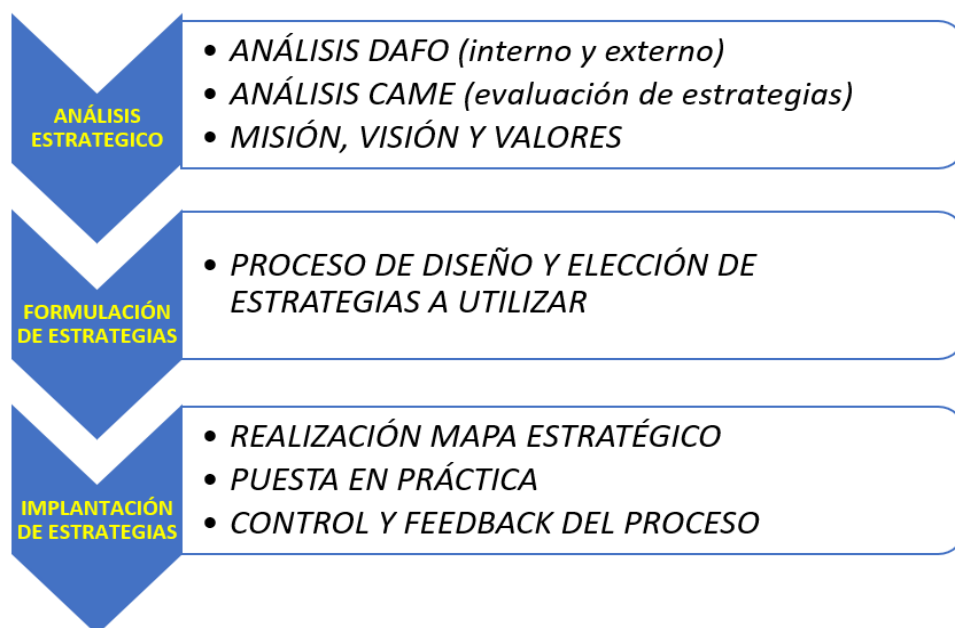 ANÁLISIS
ESTRATEGICO
• ANÁLISIS DAFO (interno y externo)
• ANÁLISIS CAME (evaluación de estrategias)
• MISIÓN, VISIÓN Y VALORES
FORMULACIÓN
DE ESTRATEGIAS
• PROCESO DE DISEÑO Y ELECCIÓN DE
ESTRATEGIAS A UTILIZAR
IMPLANTACIÓN
DE ESTRATEGIAS
• REALIZACIÓN MAPA ESTRATÉGICO
• PUESTA EN PRÁCTICA
• CONTROL Y FEEDBACK DEL PROCESO